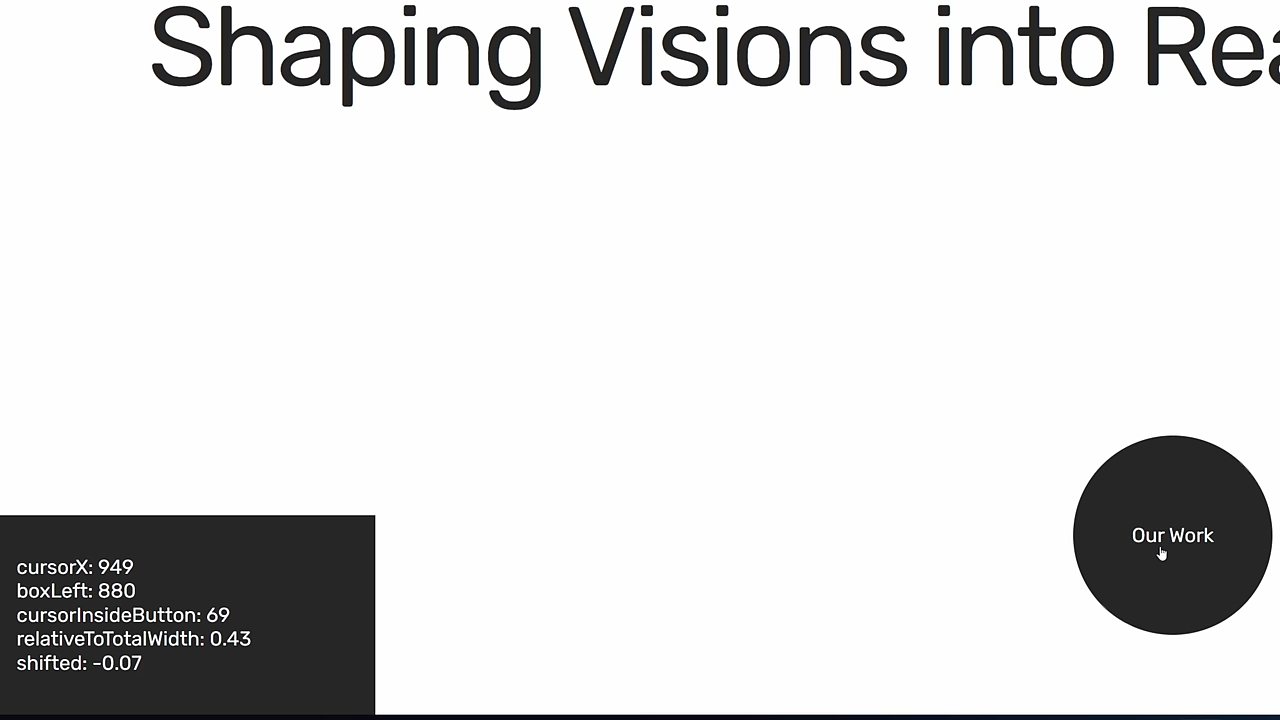 Shaping Visions into Rea
Our Work
cursorX: 949
boxLeft: 880
cursorInsideButton: 69
relativeToTotalWidth: 0.43
shifted: -0.07